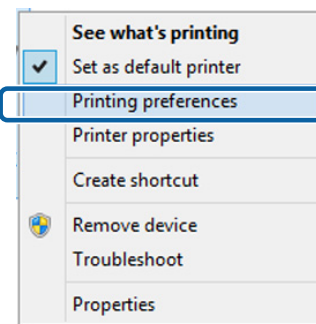 See what's printing
Set as default printer
Printing preferences
Printer properties
Create shortcut
Remove device
Troubleshoot
Properties